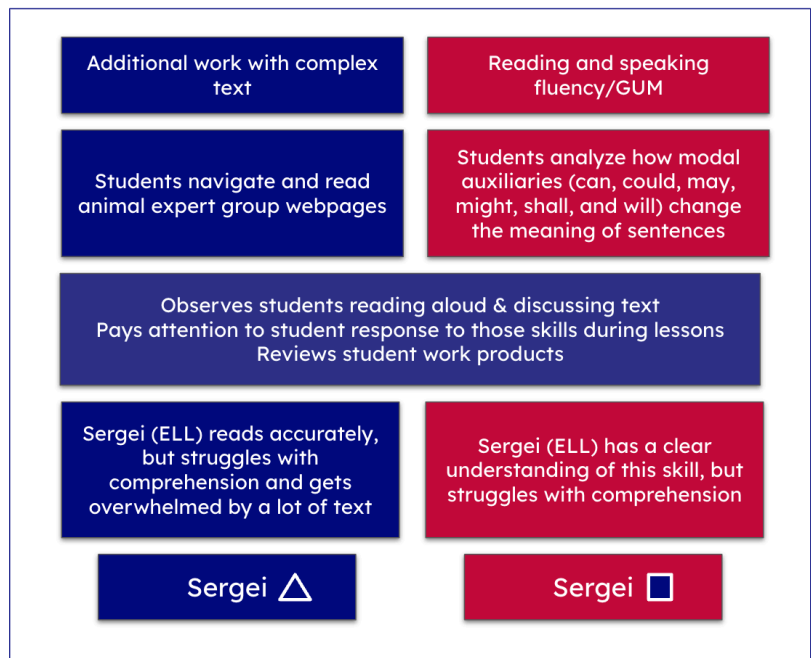 Additional work with complex
text
Reading and speaking
fluency/GUM
Students navigate and read
animal expert group webpages
Students analyze how modal
auxiliaries (can, could, may,
might, shall, and will) change
the meaning of sentences
Observes students reading aloud & discussing text
Pays attention to student response to those skills during lessons
Reviews student work products
Sergei (ELL) reads accurately,
but struggles with
comprehension and gets
overwhelmed by a lot of text
Sergei (ELL) has a clear
understanding of this skill, but
struggles with comprehension
Sergei
Sergei